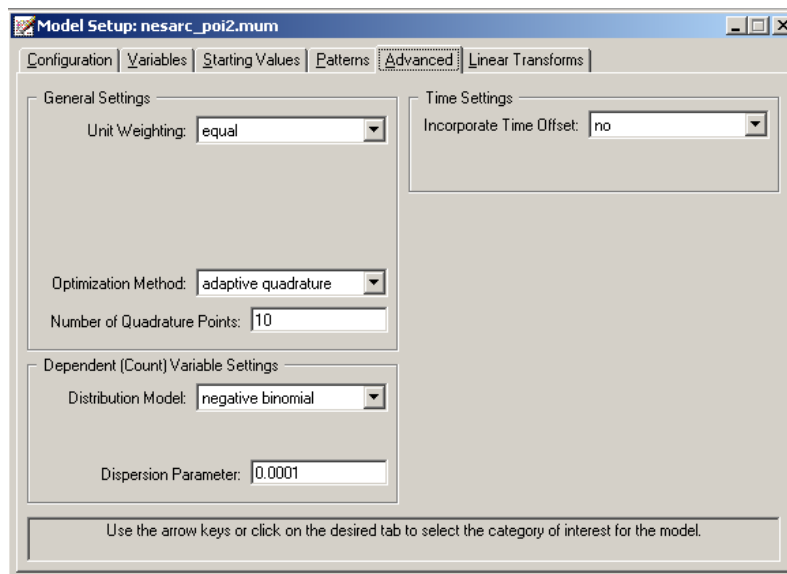 Model Setup: nesarc_poi2.mum
Configuration Variables Starting Values Patterns Advanced Linear Transforms
General Settings
Unit Weighting: equal
Optimization Method: adaptive quadrature
Number of Quadrature Points: 10
Dependent (Count) Variable Settings
Distribution Model: negative binomial
Dispersion Parameter: 0.0001
Time Settings
Incorporate Time Offset: no
Use the arrow keys or click on the desired tab to select the category of interest for the model.